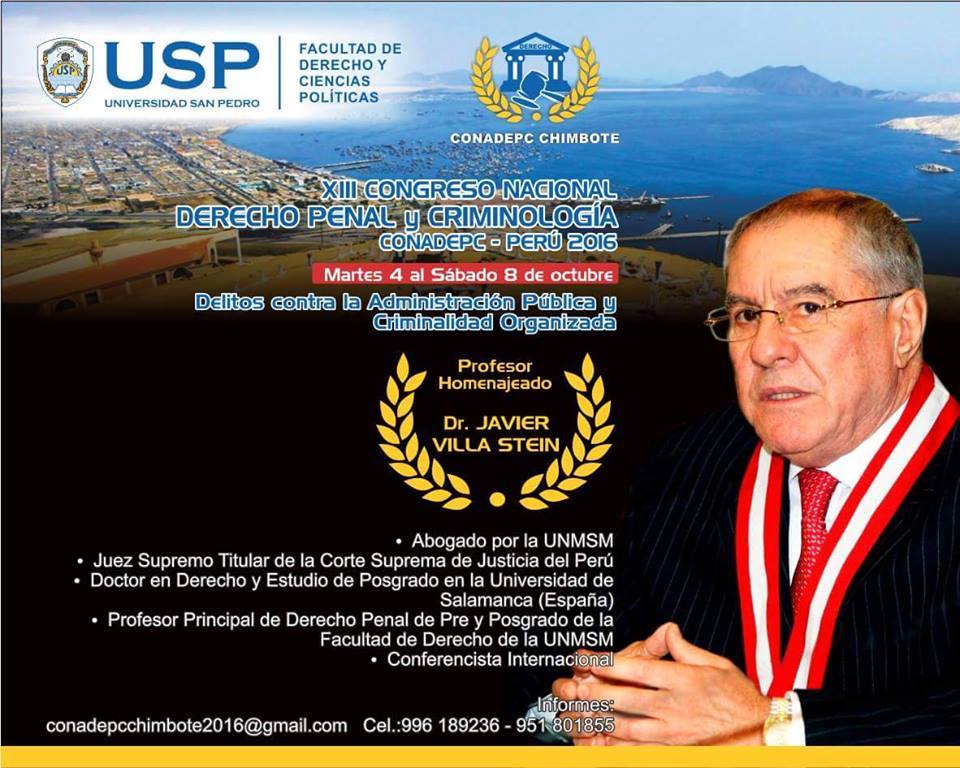 USP
USP
UNIVERSIDAD SAN PEDRO
FACULTAD DE
DERECHO Y
CIENCIAS
POLÍTICAS
DERECHO
CONADEPC CHIMBOTE
XIII CONGRESO NACIONAL
DERECHO PENAL y CRIMINOLOGÍA
CONADEPC - PERÚ 2016
Martes 4 al Sábado 8 de octubre
Delitos contra la Administración Pública y
Criminalidad Organizada
Profesor
Homenajeado
Dr. JAVIER
VILLA STEIN
• Abogado por la UNMSM
• Juez Supremo Titular de la Corte Suprema de Justicia del Perú
• Doctor en Derecho y Estudio de Posgrado en la Universidad de
Salamanca (España)
• Profesor Principal de Derecho Penal de Pre y Posgrado de la
Facultad de Derecho de la UNMSM
• Conferencista Internacional
Informes:
conadepcchimbote2016@gmail.com Cel.:996 189236 - 951 801855